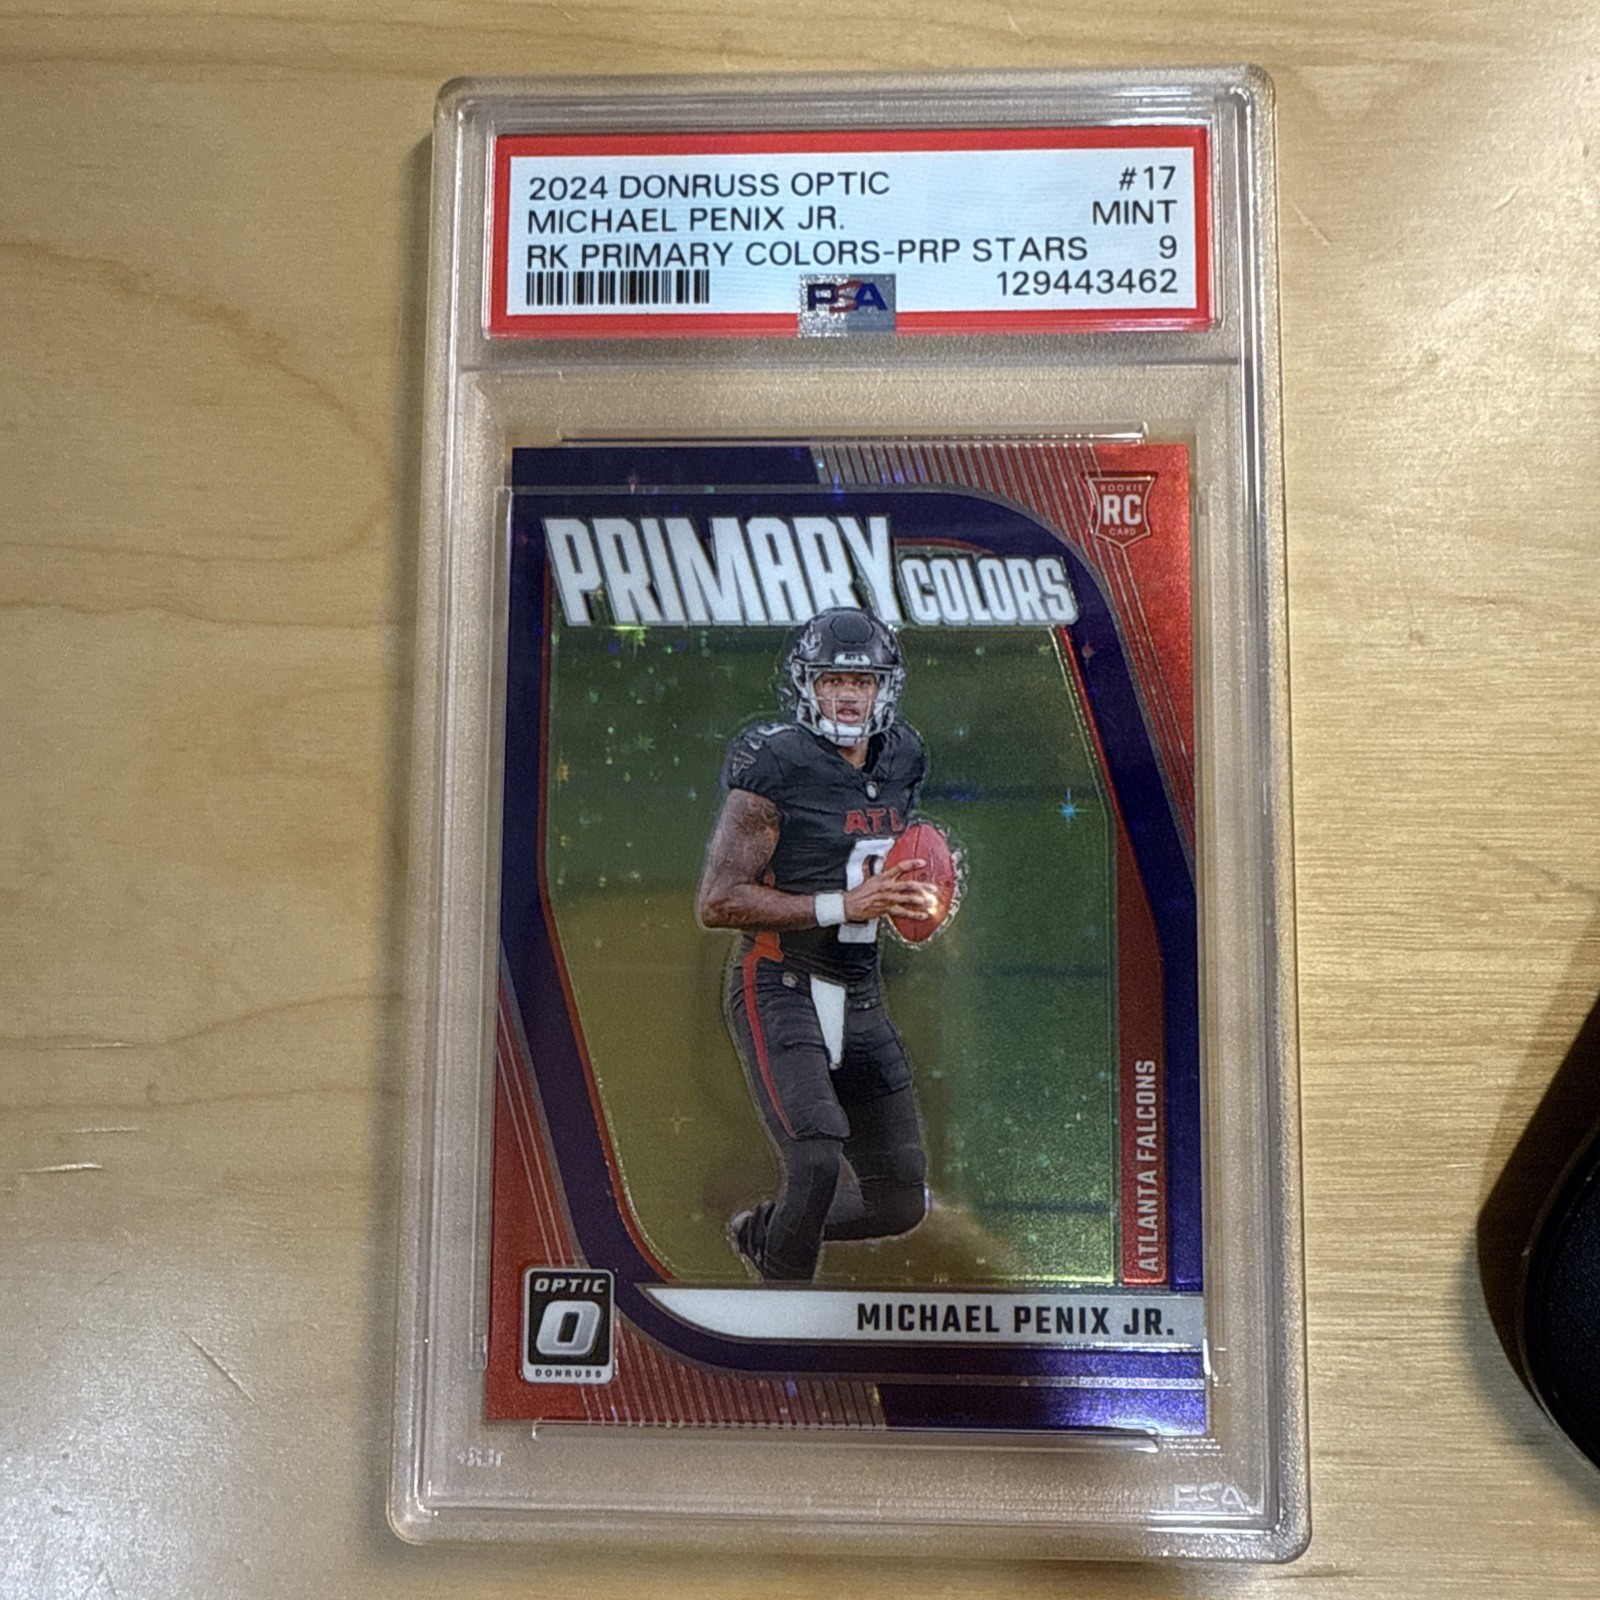 2024 DONRUSS OPTIC #17
MICHAEL PENIX JR. MINT
RK PRIMARY COLORS-PRP STARS 9
PSA 129443462
ROOKIE
RC
CARD
PRIMARY COLORS
ATL
9
ATLANTA FALCONS
OPTIC
O
DONRUSS
MICHAEL PENIX JR.
PSA